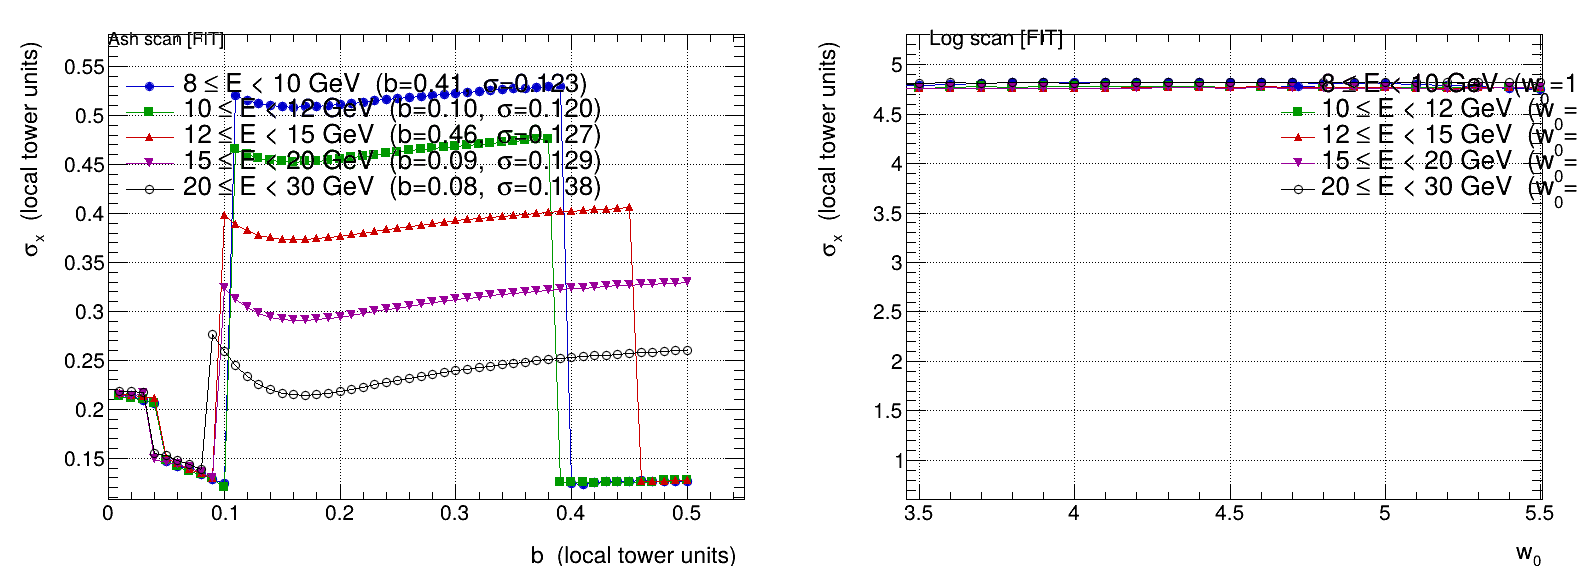 Ash scan [FIT]
8 ≤ E < 10 GeV (b=0.41, σ=0.123)
10 ≤ E < 12 GeV (b=0.10, σ=0.120)
12 ≤ E < 15 GeV (b=0.46, σ=0.127)
15 ≤ E < 20 GeV (b=0.09, σ=0.129)
20 ≤ E < 30 GeV (b=0.08, σ=0.138)
σx (local tower units)
0.55
0.5
0.45
0.4
0.35
0.3
0.25
0.2
0.15
0 0.1 0.2 0.3 0.4 0.5
b (local tower units)
Log scan [FIT]
8 ≤ E < 10 GeV (w0=1
10 ≤ E < 12 GeV (w0=
12 ≤ E < 15 GeV (w0=
15 ≤ E < 20 GeV (w0=
20 ≤ E < 30 GeV (w0=
σx (local tower units)
5
4.5
4
3.5
3
2.5
2
1.5
1
3.5 4 4.5 5 5.5
w0